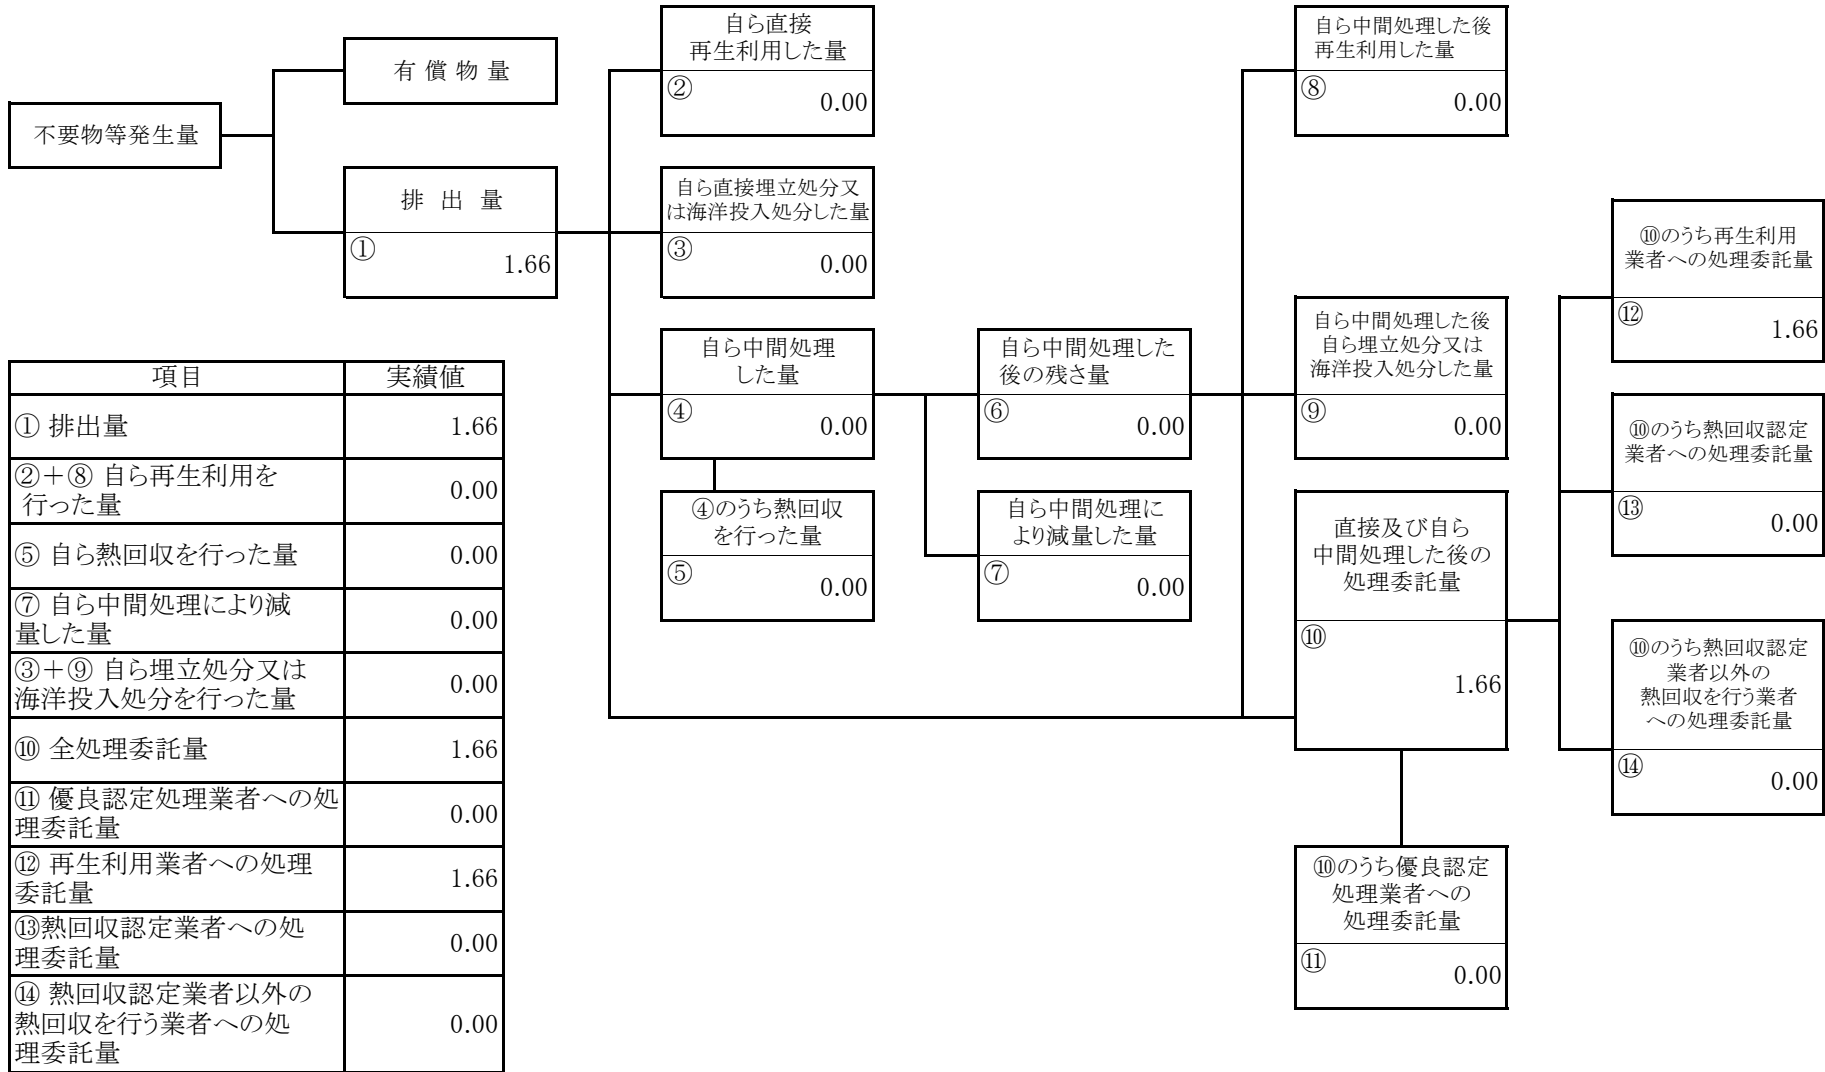 不要物等発生量
有 償 物 量
排 出 量
①
1.66
自ら直接
再生利用した量
②
0.00
自ら直接埋立処分又
は海洋投入処分した量
③
0.00
自ら中間処理
した量
④
0.00
④のうち熱回収
を行った量
⑤
0.00
自ら中間処理した
後の残さ量
⑥
0.00
自ら中間処理に
より減量した量
⑦
0.00
自ら中間処理した後
再生利用した量
⑧
0.00
自ら中間処理した後
自ら埋立処分又は
海洋投入処分した量
⑨
0.00
直接及び自ら
中間処理した後の
処理委託量
⑩
1.66
⑩のうち優良認定
処理業者への
処理委託量
⑪
0.00
⑩のうち再生利用
業者への処理委託量
⑫
1.66
⑩のうち熱回収認定
業者への処理委託量
⑬
0.00
⑩のうち熱回収認定
業者以外の
熱回収を行う業者
への処理委託量
⑭
0.00
項目 実績値
① 排出量 1.66
②＋⑧ 自ら再生利用を
行った量 0.00
⑤ 自ら熱回収を行った量 0.00
⑦ 自ら中間処理により減
量した量 0.00
③＋⑨ 自ら埋立処分又は
海洋投入処分を行った量 0.00
⑩ 全処理委託量 1.66
⑪ 優良認定処理業者への処
理委託量 0.00
⑫ 再生利用業者への処理
委託量 1.66
⑬熱回収認定業者への処
理委託量 0.00
⑭ 熱回収認定業者以外の
熱回収を行う業者への処
理委託量 0.00